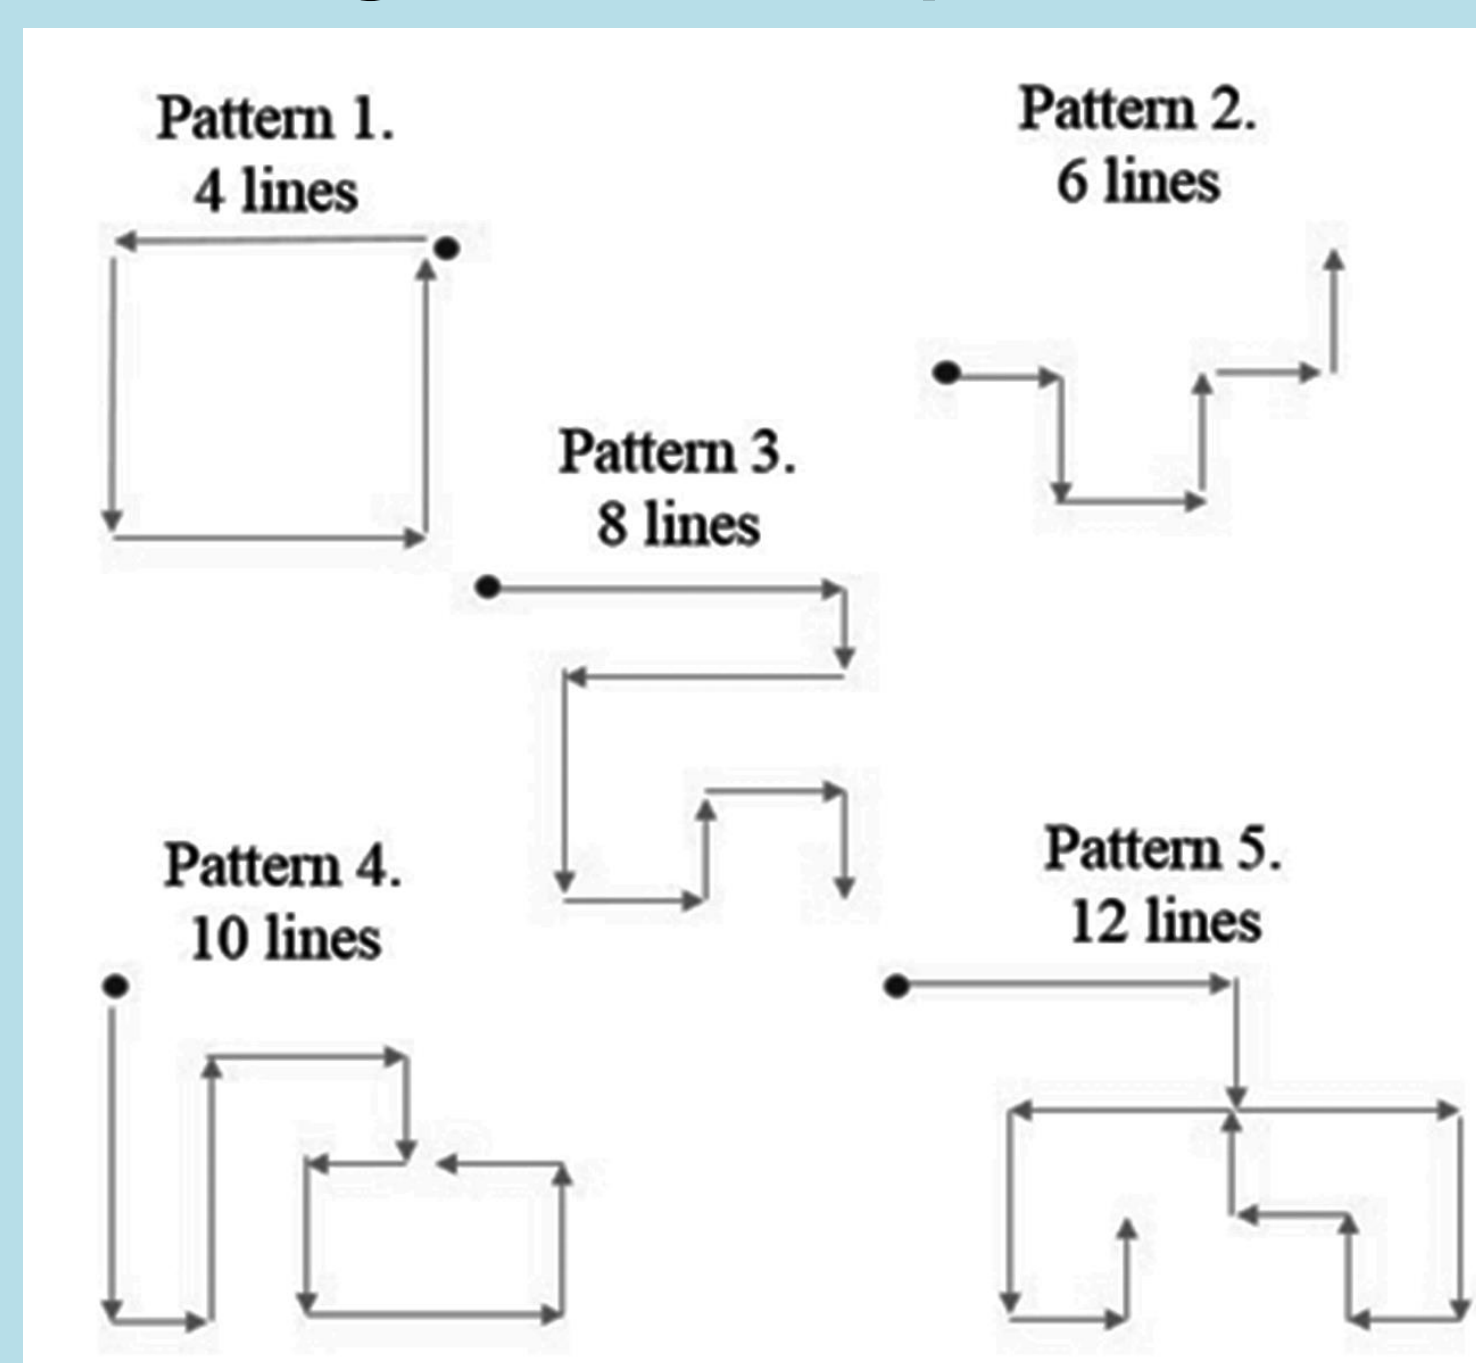 Pattern 1.
4 lines
Pattern 2.
6 lines
Pattern 3.
8 lines
Pattern 4.
10 lines
Pattern 5.
12 lines